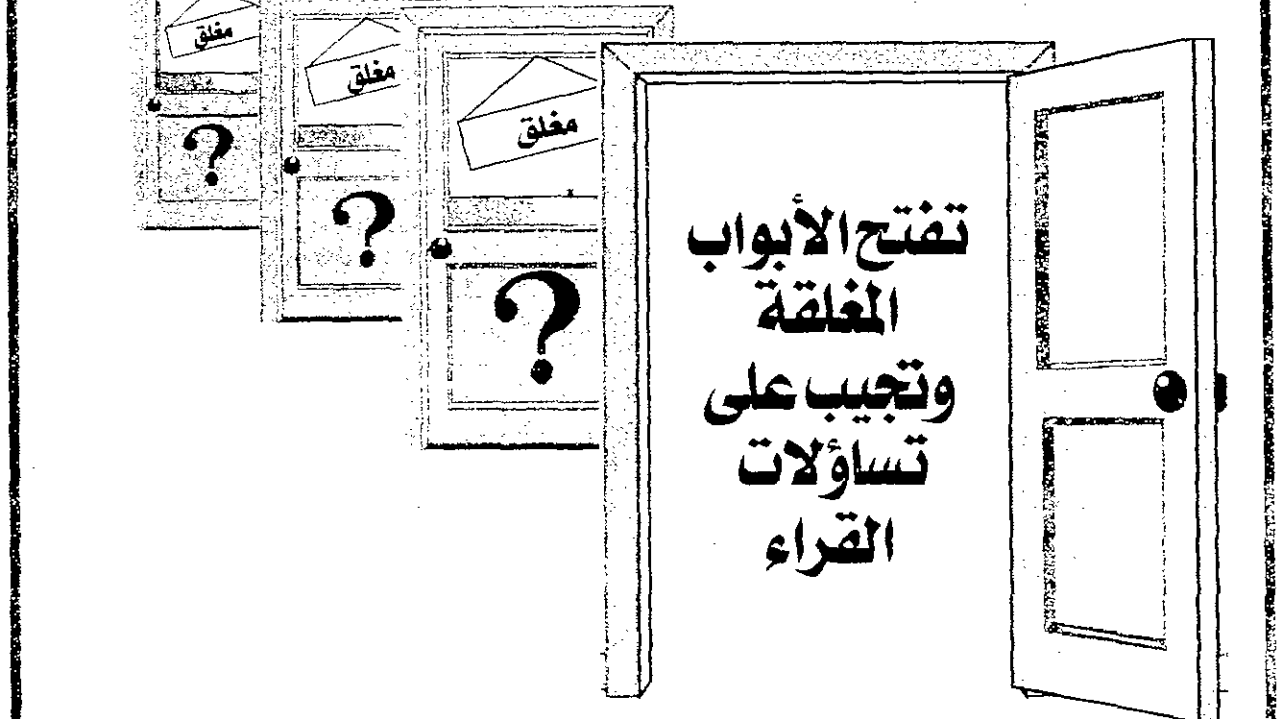 مغلق
مغلق
مغلق
?
?
?
تفتح الأبواب
المغلقة
وتجيب على
تساؤلات
القراء